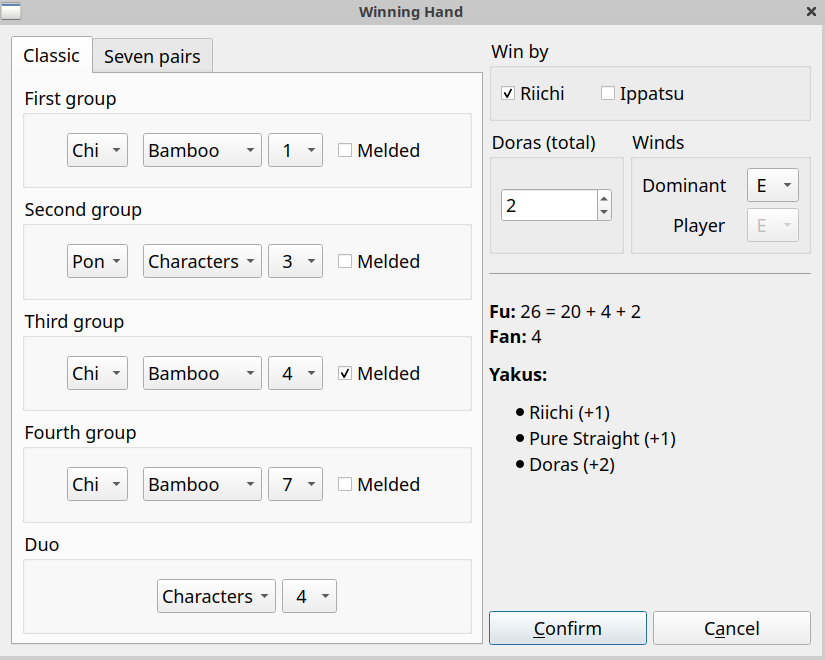 Winning Hand
Classic
Seven pairs
First group
Chi
Bamboo
1
Melded
Second group
Pon
Characters
3
Melded
Third group
Chi
Bamboo
4
Melded
Fourth group
Chi
Bamboo
7
Melded
Duo
Characters
4
Win by
Riichi
Ippatsu
Doras (total)
2
Winds
Dominant
E
Player
E
Fu: 26 = 20 + 4 + 2
Fan: 4
Yakus:
Riichi (+1)
Pure Straight (+1)
Doras (+2)
Confirm
Cancel